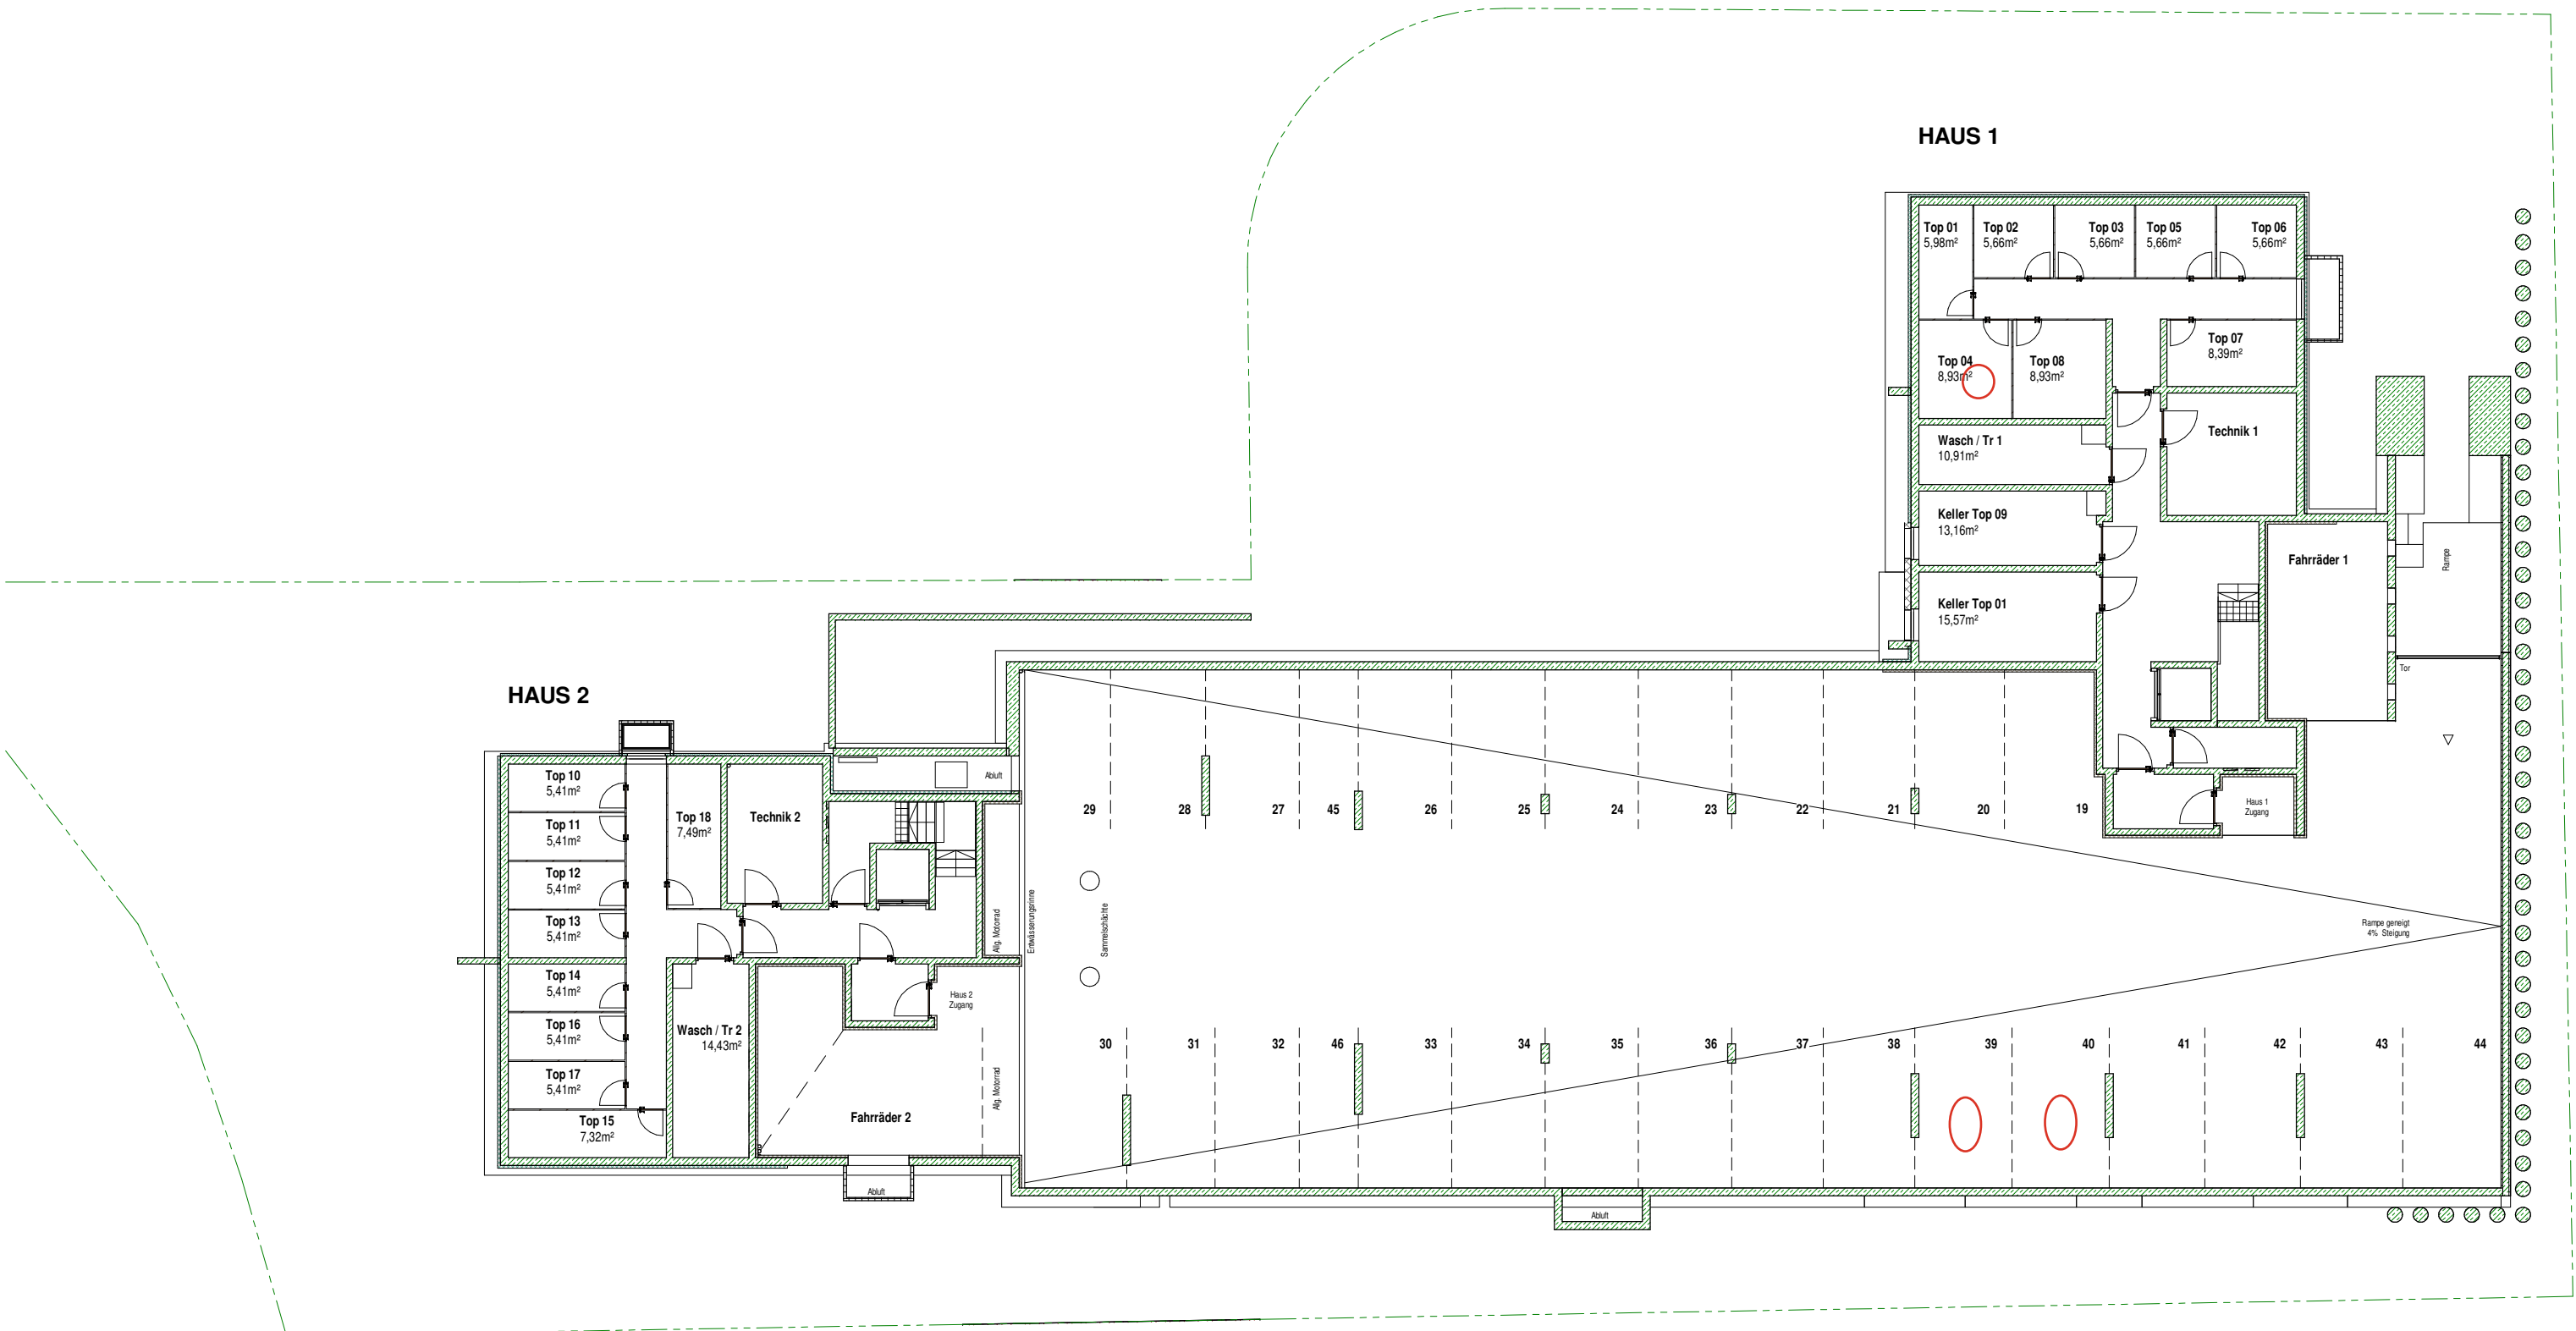 HAUS 1
Top 01
5,98m²
Top 02
5,66m²
Top 03
5,66m²
Top 05
5,66m²
Top 06
5,66m²
Top 04
8,93m²
Top 08
8,93m²
Top 07
8,39m²
Wasch / Tr 1
10,91m²
Technik 1
Keller Top 09
13,16m²
Keller Top 01
15,57m²
Fahrräder 1
Rampe
Tor
Haus 1
Zugang
HAUS 2
Top 10
5,41m²
Top 11
5,41m²
Top 12
5,41m²
Top 13
5,41m²
Top 14
5,41m²
Top 16
5,41m²
Top 17
5,41m²
Top 15
7,32m²
Top 18
7,49m²
Technik 2
Wasch / Tr 2
14,43m²
Fahrräder 2
Abluft
Haus 2
Zugang
Allg. Motorrad
Allg. Motorrad
Entwässerungsrinne
Sammelschächte
29
28
27
45
26
25
24
23
22
21
20
19
Rampe geneigt
4% Steigung
30
31
32
46
33
34
35
36
37
38
39
40
41
42
43
44
Abluft
Abluft